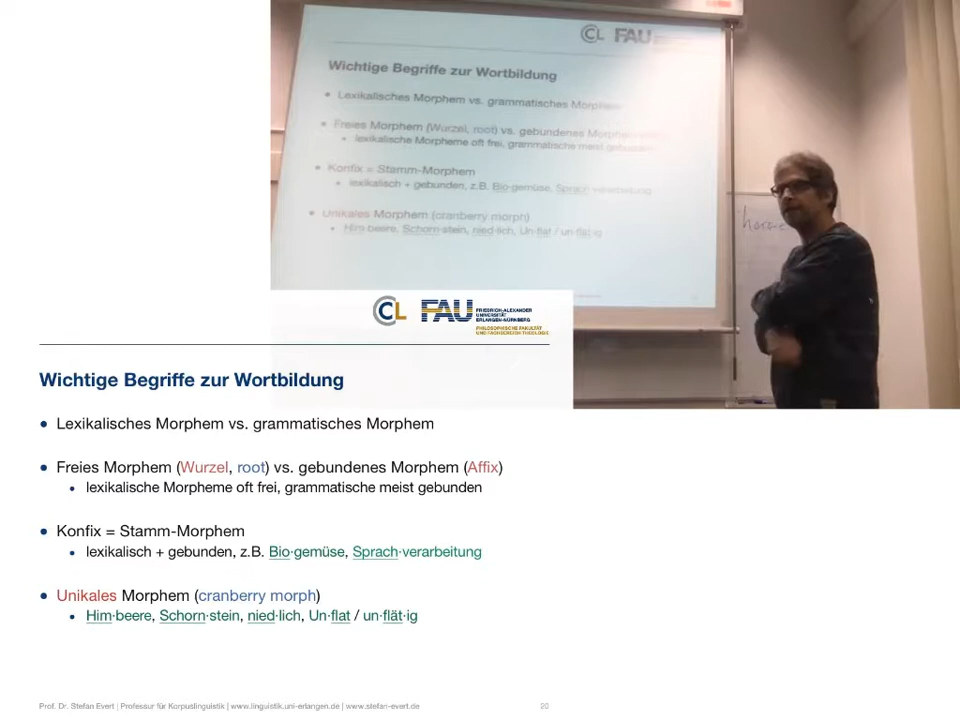 CL FAU
Wichtige Begriffe zur Wortbildung
Lexikalisches Morphem vs. grammatisches
Freies Morphem (Wurzel, root) vs. gebundenes
lexikalische Morpheme oft frei, grammatische meist
Konfix = Stamm-Morphem
lexikalisch + gebunden, z.B. Bio·gemüse, Sprach·verarbeitung
Unikales Morphem (cranberry morph)
Him·beere, Schorn·stein, nied·lich, Un·flat / un·flät·ig
CL FAU FRIEDRICH-ALEXANDER
UNIVERSITÄT
ERLANGEN-NÜRNBERG
PHILOSOPHISCHE FAKULTÄT
UND FACHBEREICH THEOLOGIE
Wichtige Begriffe zur Wortbildung
• Lexikalisches Morphem vs. grammatisches Morphem
• Freies Morphem (Wurzel, root) vs. gebundenes Morphem (Affix)
• lexikalische Morpheme oft frei, grammatische meist gebunden
• Konfix = Stamm-Morphem
• lexikalisch + gebunden, z.B. Bio·gemüse, Sprach·verarbeitung
• Unikales Morphem (cranberry morph)
• Him·beere, Schorn·stein, nied·lich, Un·flat / un·flät·ig
Prof. Dr. Stefan Evert | Professur für Korpuslinguistik | www.linguistik.uni-erlangen.de | www.stefan-evert.de 20